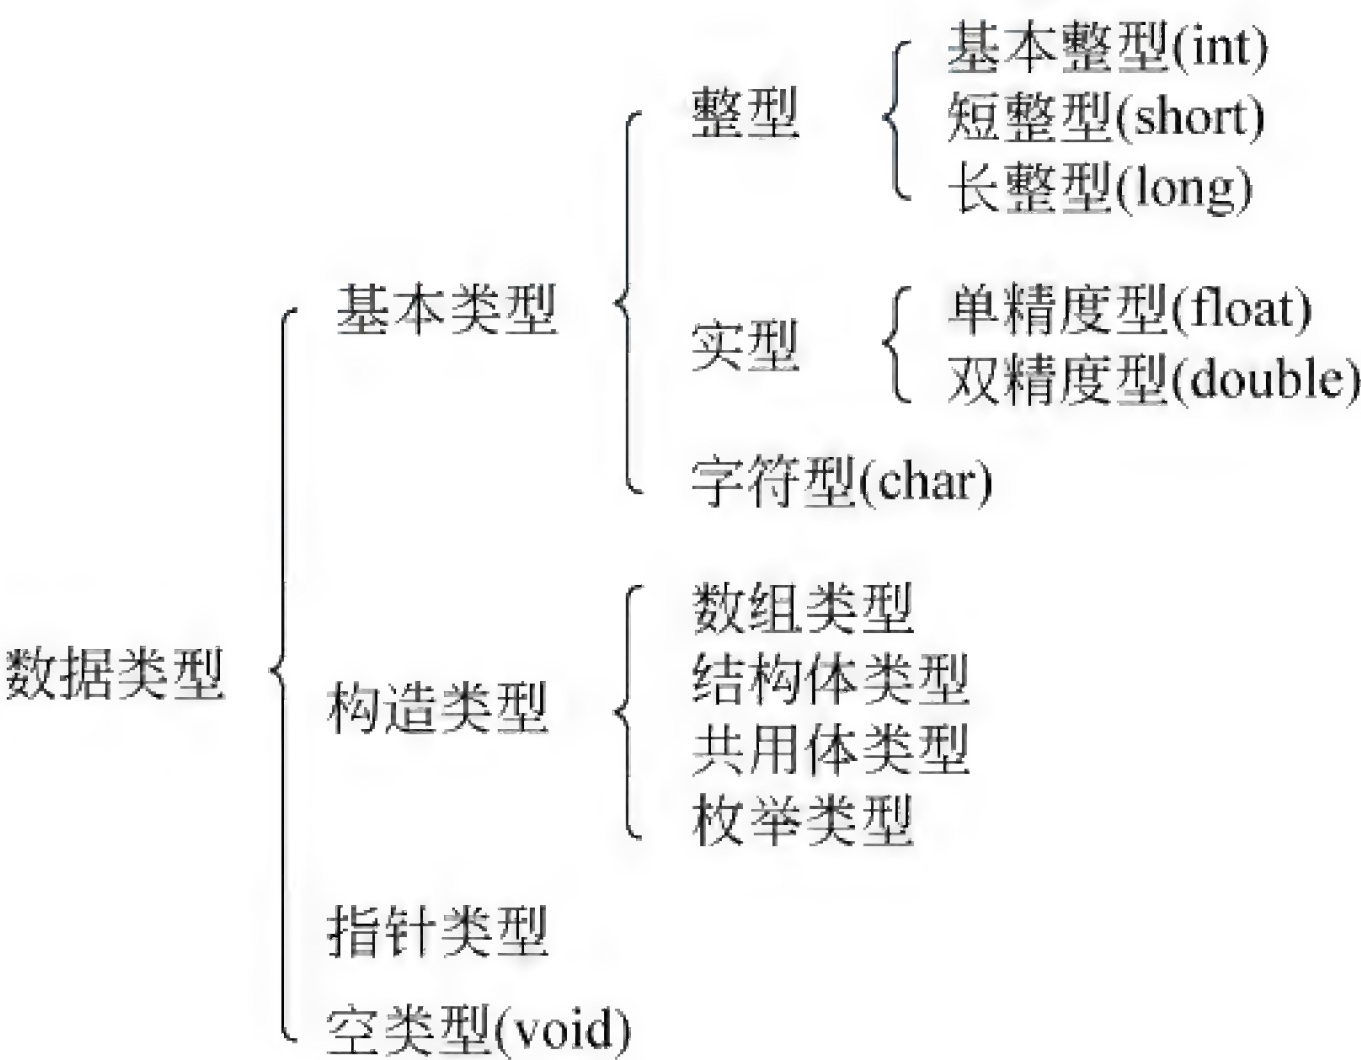 数据类型
基本类型
整型
基本整型(int)
短整型(short)
长整型(long)
实型
单精度型(float)
双精度型(double)
字符型(char)
构造类型
数组类型
结构体类型
共用体类型
枚举类型
指针类型
空类型(void)